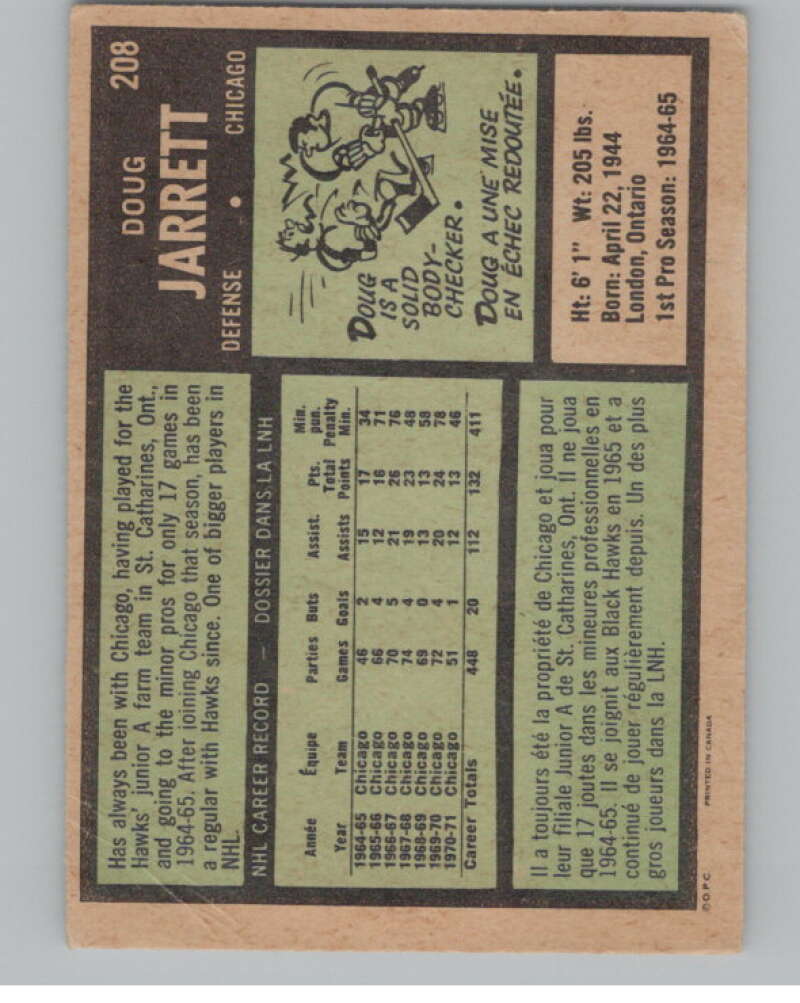 208
DOUG
JARRETT
DEFENSE • CHICAGO
Has always been with Chicago, having played for the
Hawks' junior A farm team in St. Catharines, Ont.,
and going to the minor pros for only 17 games in
1964-65. After joining Chicago that season, has been
a regular with Hawks since. One of bigger players in
NHL.
DOUG
IS A
SOLID
BODY-
CHECKER.
DOUG A UNE MISE
EN ÉCHEC REDOUTÉE.
NHL CAREER RECORD — DOSSIER DANS LA LNH
Année Équipe Parties Buts Assist. Pts. Min. pun.
Year Team Games Goals Assists Total Points Penalty Min.
1964-65 Chicago 46 2 15 17 34
1965-66 Chicago 66 4 12 16 71
1966-67 Chicago 70 5 21 26 76
1967-68 Chicago 74 4 19 23 48
1968-69 Chicago 69 0 13 13 58
1969-70 Chicago 72 4 20 24 78
1970-71 Chicago 51 1 12 13 46
Career Totals 448 20 112 132 411
Ht: 6' 1" Wt: 205 lbs.
Born: April 22, 1944
London, Ontario
1st Pro Season: 1964-65
Il a toujours été la propriété de Chicago et joua pour
leur filiale Junior A de St. Catharines, Ont. Il ne joua
que 17 joutes dans les mineures professionnelles en
1964-65. Il se joignit aux Black Hawks en 1965 et a
continué de jouer régulièrement depuis. Un des plus
gros joueurs dans la LNH.
© O.P.C. PRINTED IN CANADA